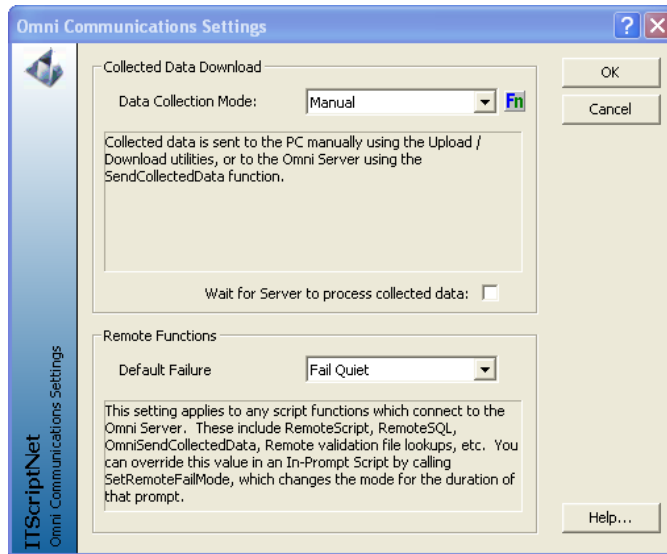 Omni Communications Settings
Collected Data Download
OK
Data Collection Mode:
Manual
Fn
Cancel
Collected data is sent to the PC manually using the Upload /
Download utilities, or to the Omni Server using the
SendCollectedData function.
Wait for Server to process collected data:
Remote Functions
Default Failure
Fail Quiet
This setting applies to any script functions which connect to the
Omni Server. These include RemoteScript, RemoteSQL,
OmniSendCollectedData, Remote validation file lookups, etc. You
can override this value in an In-Prompt Script by calling
SetRemoteFailMode, which changes the mode for the duration of
that prompt.
Help...
ITScriptNet
Omni Communications Settings